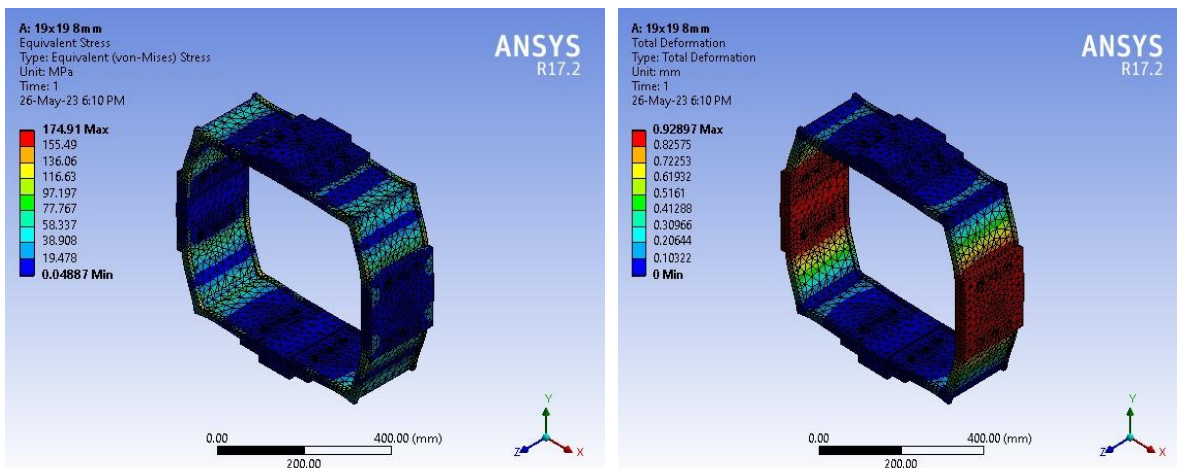 A: 19x19 8mm
Equivalent Stress
Type: Equivalent (von-Mises) Stress
Unit: MPa
Time: 1
26-May-23 6:10 PM
ANSYS
R17.2
174.91 Max
155.49
136.06
116.63
97.197
77.767
58.337
38.908
19.478
0.04887 Min
0.00
400.00 (mm)
200.00
Y
Z
X
A: 19x19 8mm
Total Deformation
Type: Total Deformation
Unit: mm
Time: 1
26-May-23 6:10 PM
ANSYS
R17.2
0.92897 Max
0.82575
0.72253
0.61932
0.5161
0.41288
0.30966
0.20644
0.10322
0 Min
0.00
400.00 (mm)
200.00
Y
Z
X